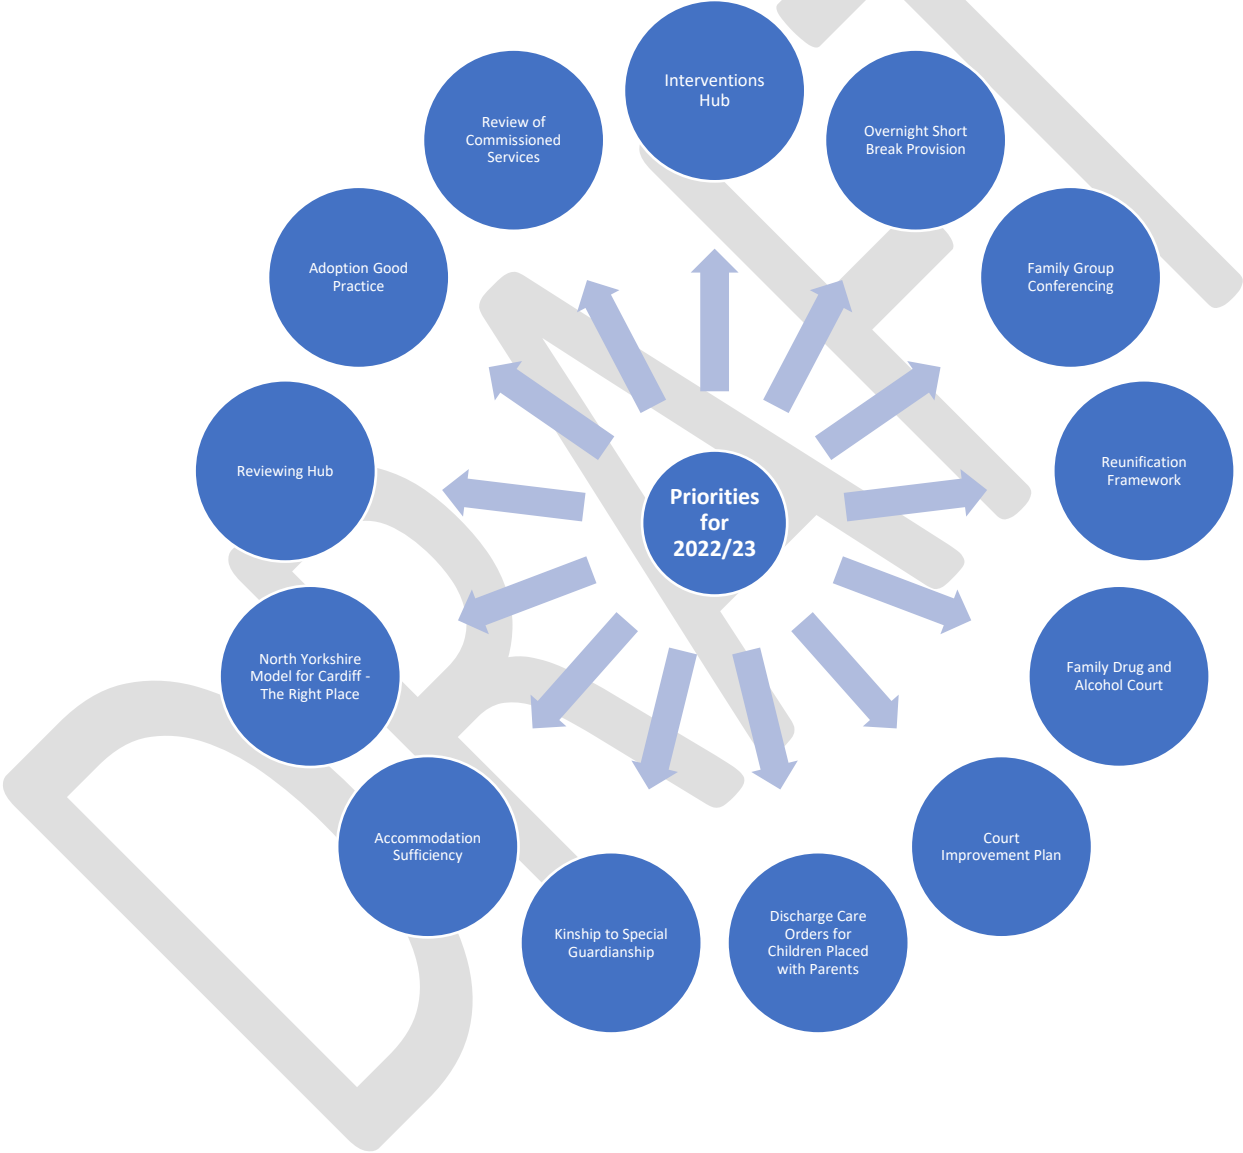 Interventions
Hub
Overnight Short
Break Provision
Family Group
Conferencing
Reunification
Framework
Family Drug and
Alcohol Court
Court
Improvement Plan
Discharge Care
Orders for
Children Placed
with Parents
Kinship to Special
Guardianship
Accommodation
Sufficiency
North Yorkshire
Model for Cardiff -
The Right Place
Reviewing Hub
Adoption Good
Practice
Review of
Commissioned
Services
Priorities
for
2022/23
DRAFT